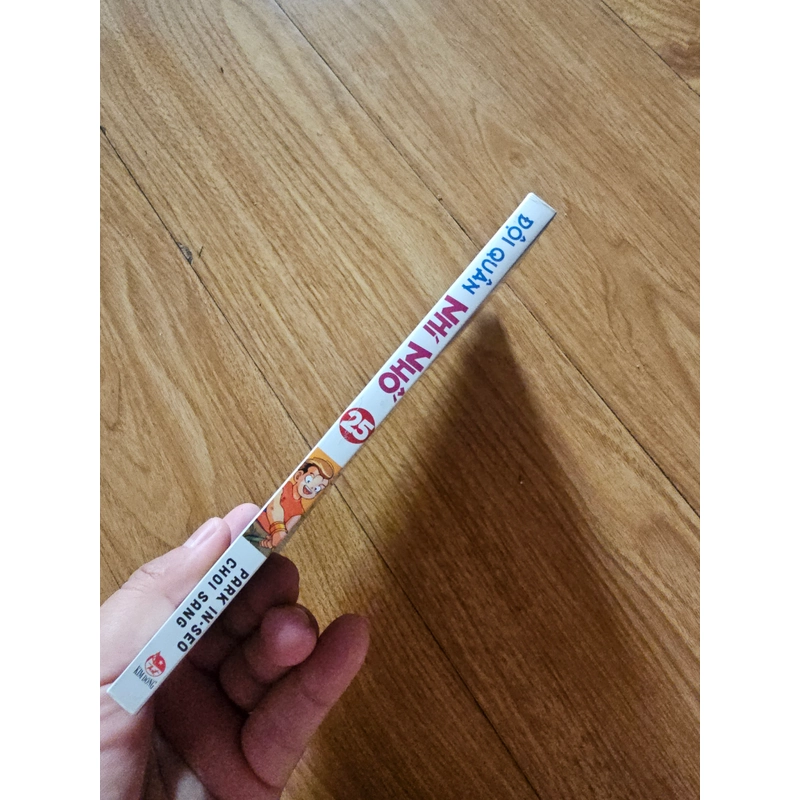 ĐỘI QUÂN
NHÍ NHỐ
25
PARK IN-SEO
CHOI SANG
KIM ĐỒNG